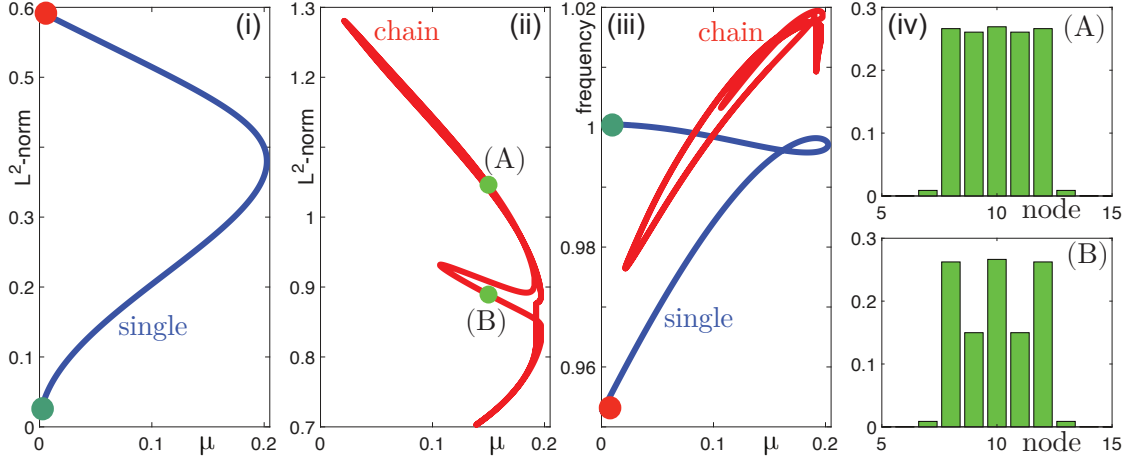 (i)
L²-norm
0.6
0.5
0.4
0.3
0.2
0.1
0
single
0
0.1
μ
0.2
(ii)
L²-norm
chain
1.3
1.2
1.1
1
0.9
0.8
0.7
(A)
(B)
0.1
μ
0.2
(iii)
frequency
chain
1.02
1
0.98
0.96
single
0
0.1
μ
0.2
(iv)
(A)
0.3
0.2
0.1
0
5
10
node
15
(B)
0.3
0.2
0.1
0
5
10
node
15